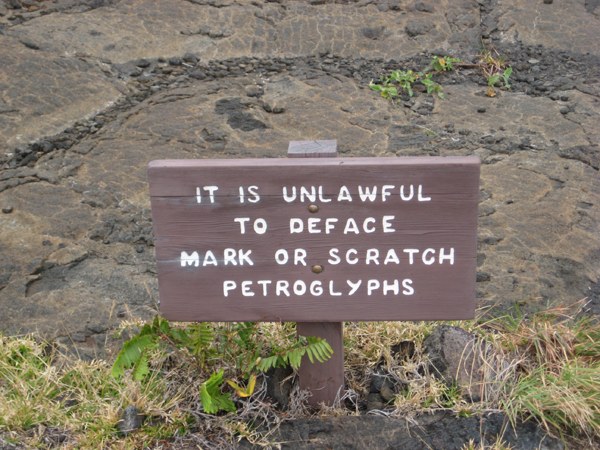 IT IS UNLAWFUL
TO DEFACE
MARK OR SCRATCH
PETROGLYPHS